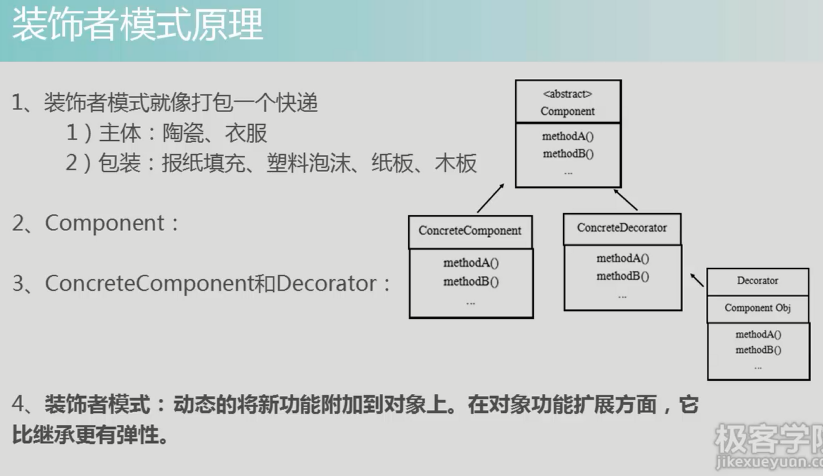 装饰者模式原理
1、装饰者模式就像打包一个快递
1）主体：陶瓷、衣服
2）包装：报纸填充、塑料泡沫、纸板、木板
2、Component：
3、ConcreteComponent和Decorator：
<abstract>
Component
methodA()
methodB()
...
ConcreteComponent
methodA()
methodB()
...
ConcreteDecorator
methodA()
methodB()
...
Decorator
Component Obj
methodA()
methodB()
...
4、装饰者模式：动态的将新功能附加到对象上。在对象功能扩展方面，它
比继承更有弹性。
极客学院
jikexueyuan.co